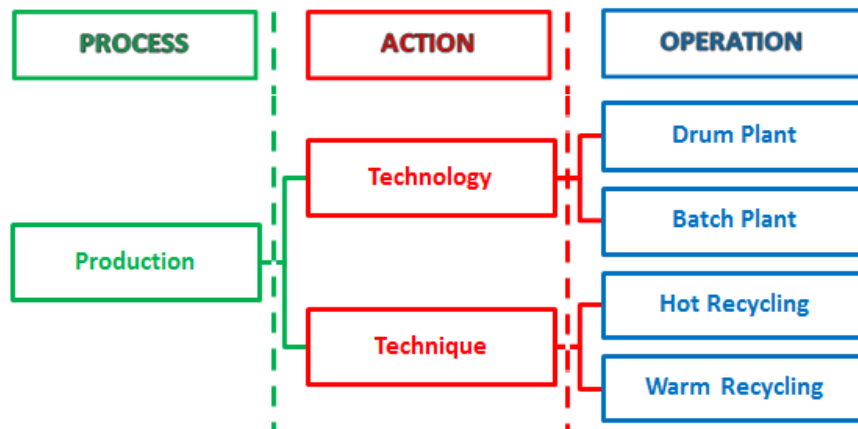 PROCESS
ACTION
OPERATION
Drum Plant
Technology
Batch Plant
Production
Hot Recycling
Technique
Warm Recycling